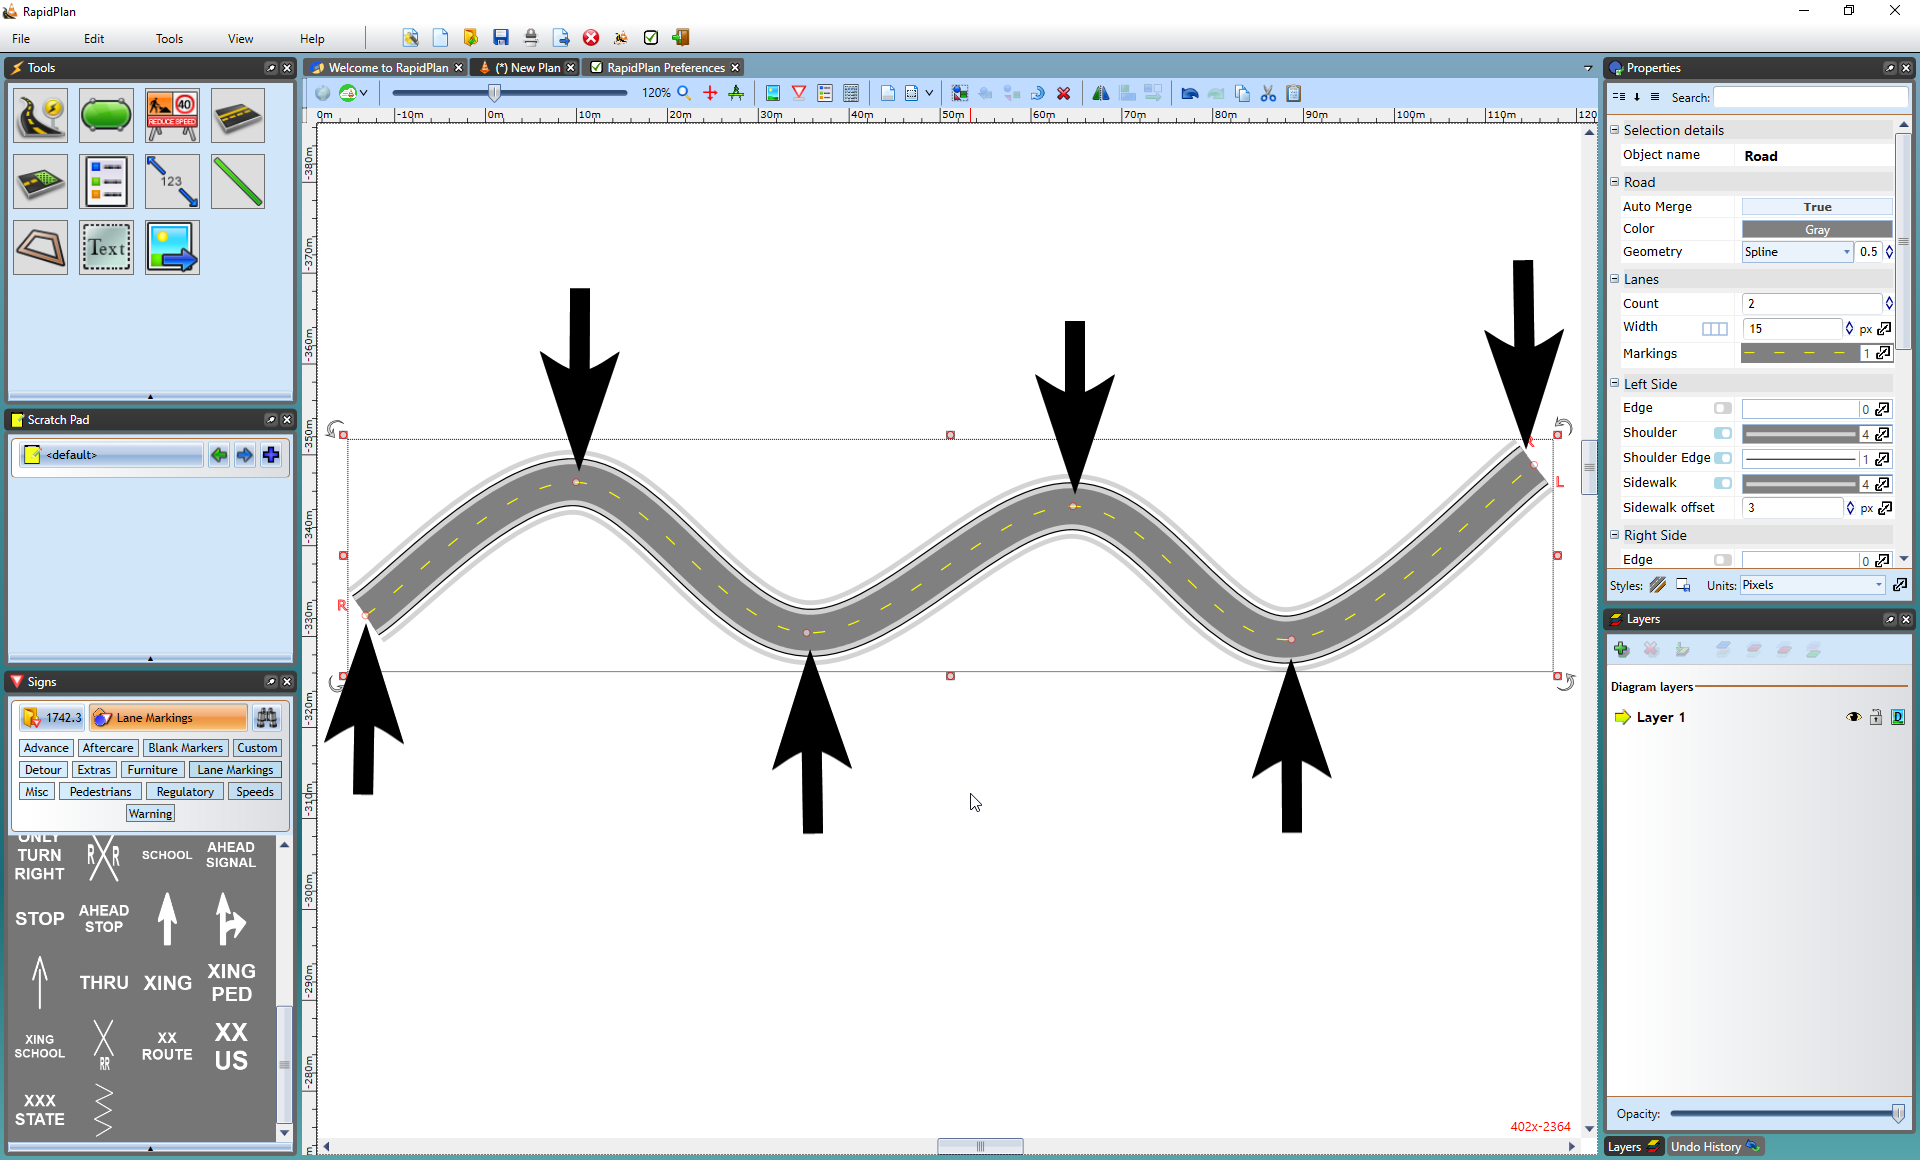 RapidPlan
File Edit Tools View Help
Tools
Welcome to RapidPlan (*) New Plan RapidPlan Preferences
Properties
120%
Search:
0m -10m 0m 10m 20m 30m 40m 50m 60m 70m 80m 90m 100m 110m 120
-380m
-370m
-360m
-350m
-340m
-330m
-320m
-310m
-300m
-290m
-280m
40
REDUCE SPEED
123
Text
Scratch Pad
<default>
Signs
1742.3 Lane Markings
Advance Aftercare Blank Markers Custom
Detour Extras Furniture Lane Markings
Misc Pedestrians Regulatory Speeds
Warning
ONLY
TURN
RIGHT
R R
SCHOOL
AHEAD
SIGNAL
STOP
AHEAD
STOP
THRU
XING
XING
PED
XING
SCHOOL
RR
XX
ROUTE
XX
US
XXX
STATE
R
L
402x-2364
Selection details
Object name Road
Road
Auto Merge True
Color Gray
Geometry Spline 0.5
Lanes
Count 2
Width 15 px
Markings 1
Left Side
Edge 0
Shoulder 4
Shoulder Edge 1
Sidewalk 4
Sidewalk offset 3 px
Right Side
Edge 0
Styles: Units: Pixels
Layers
Diagram layers
Layer 1
D
Opacity:
Layers Undo History